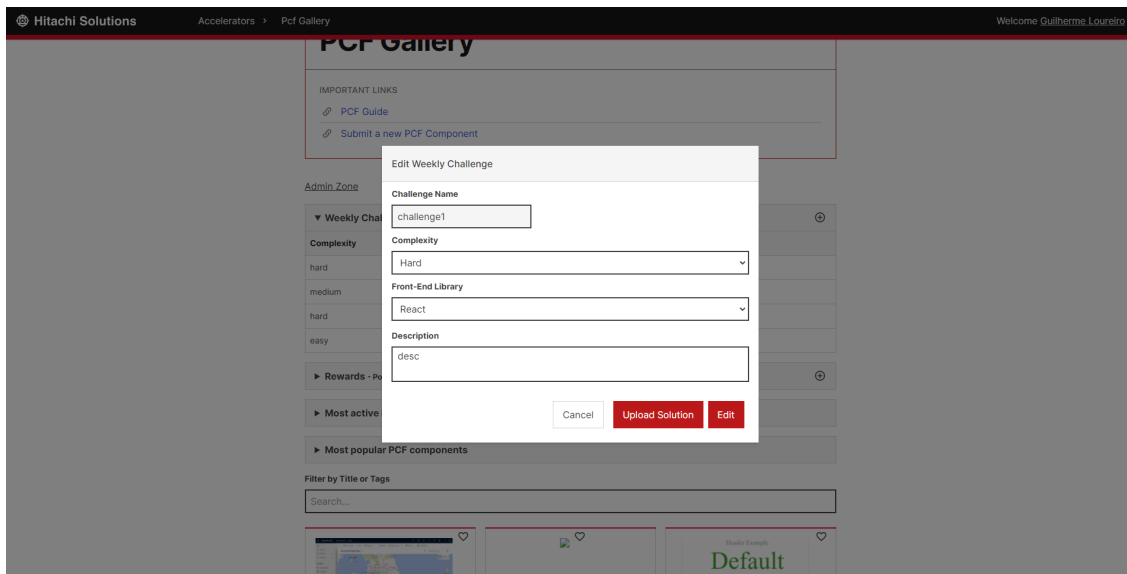 Hitachi Solutions
Accelerators > Pcf Gallery
Welcome Guilherme Loureiro
PCF Gallery
IMPORTANT LINKS
PCF Guide
Submit a new PCF Component
Admin Zone
Edit Weekly Challenge
Challenge Name
challenge1
Complexity
Hard
Front-End Library
React
Description
desc
Cancel
Upload Solution
Edit
▼ Weekly Chal
Complexity
hard
medium
hard
easy
▶ Rewards - Po
▶ Most active
▶ Most popular PCF components
Filter by Title or Tags
Search...
Header Example
Default